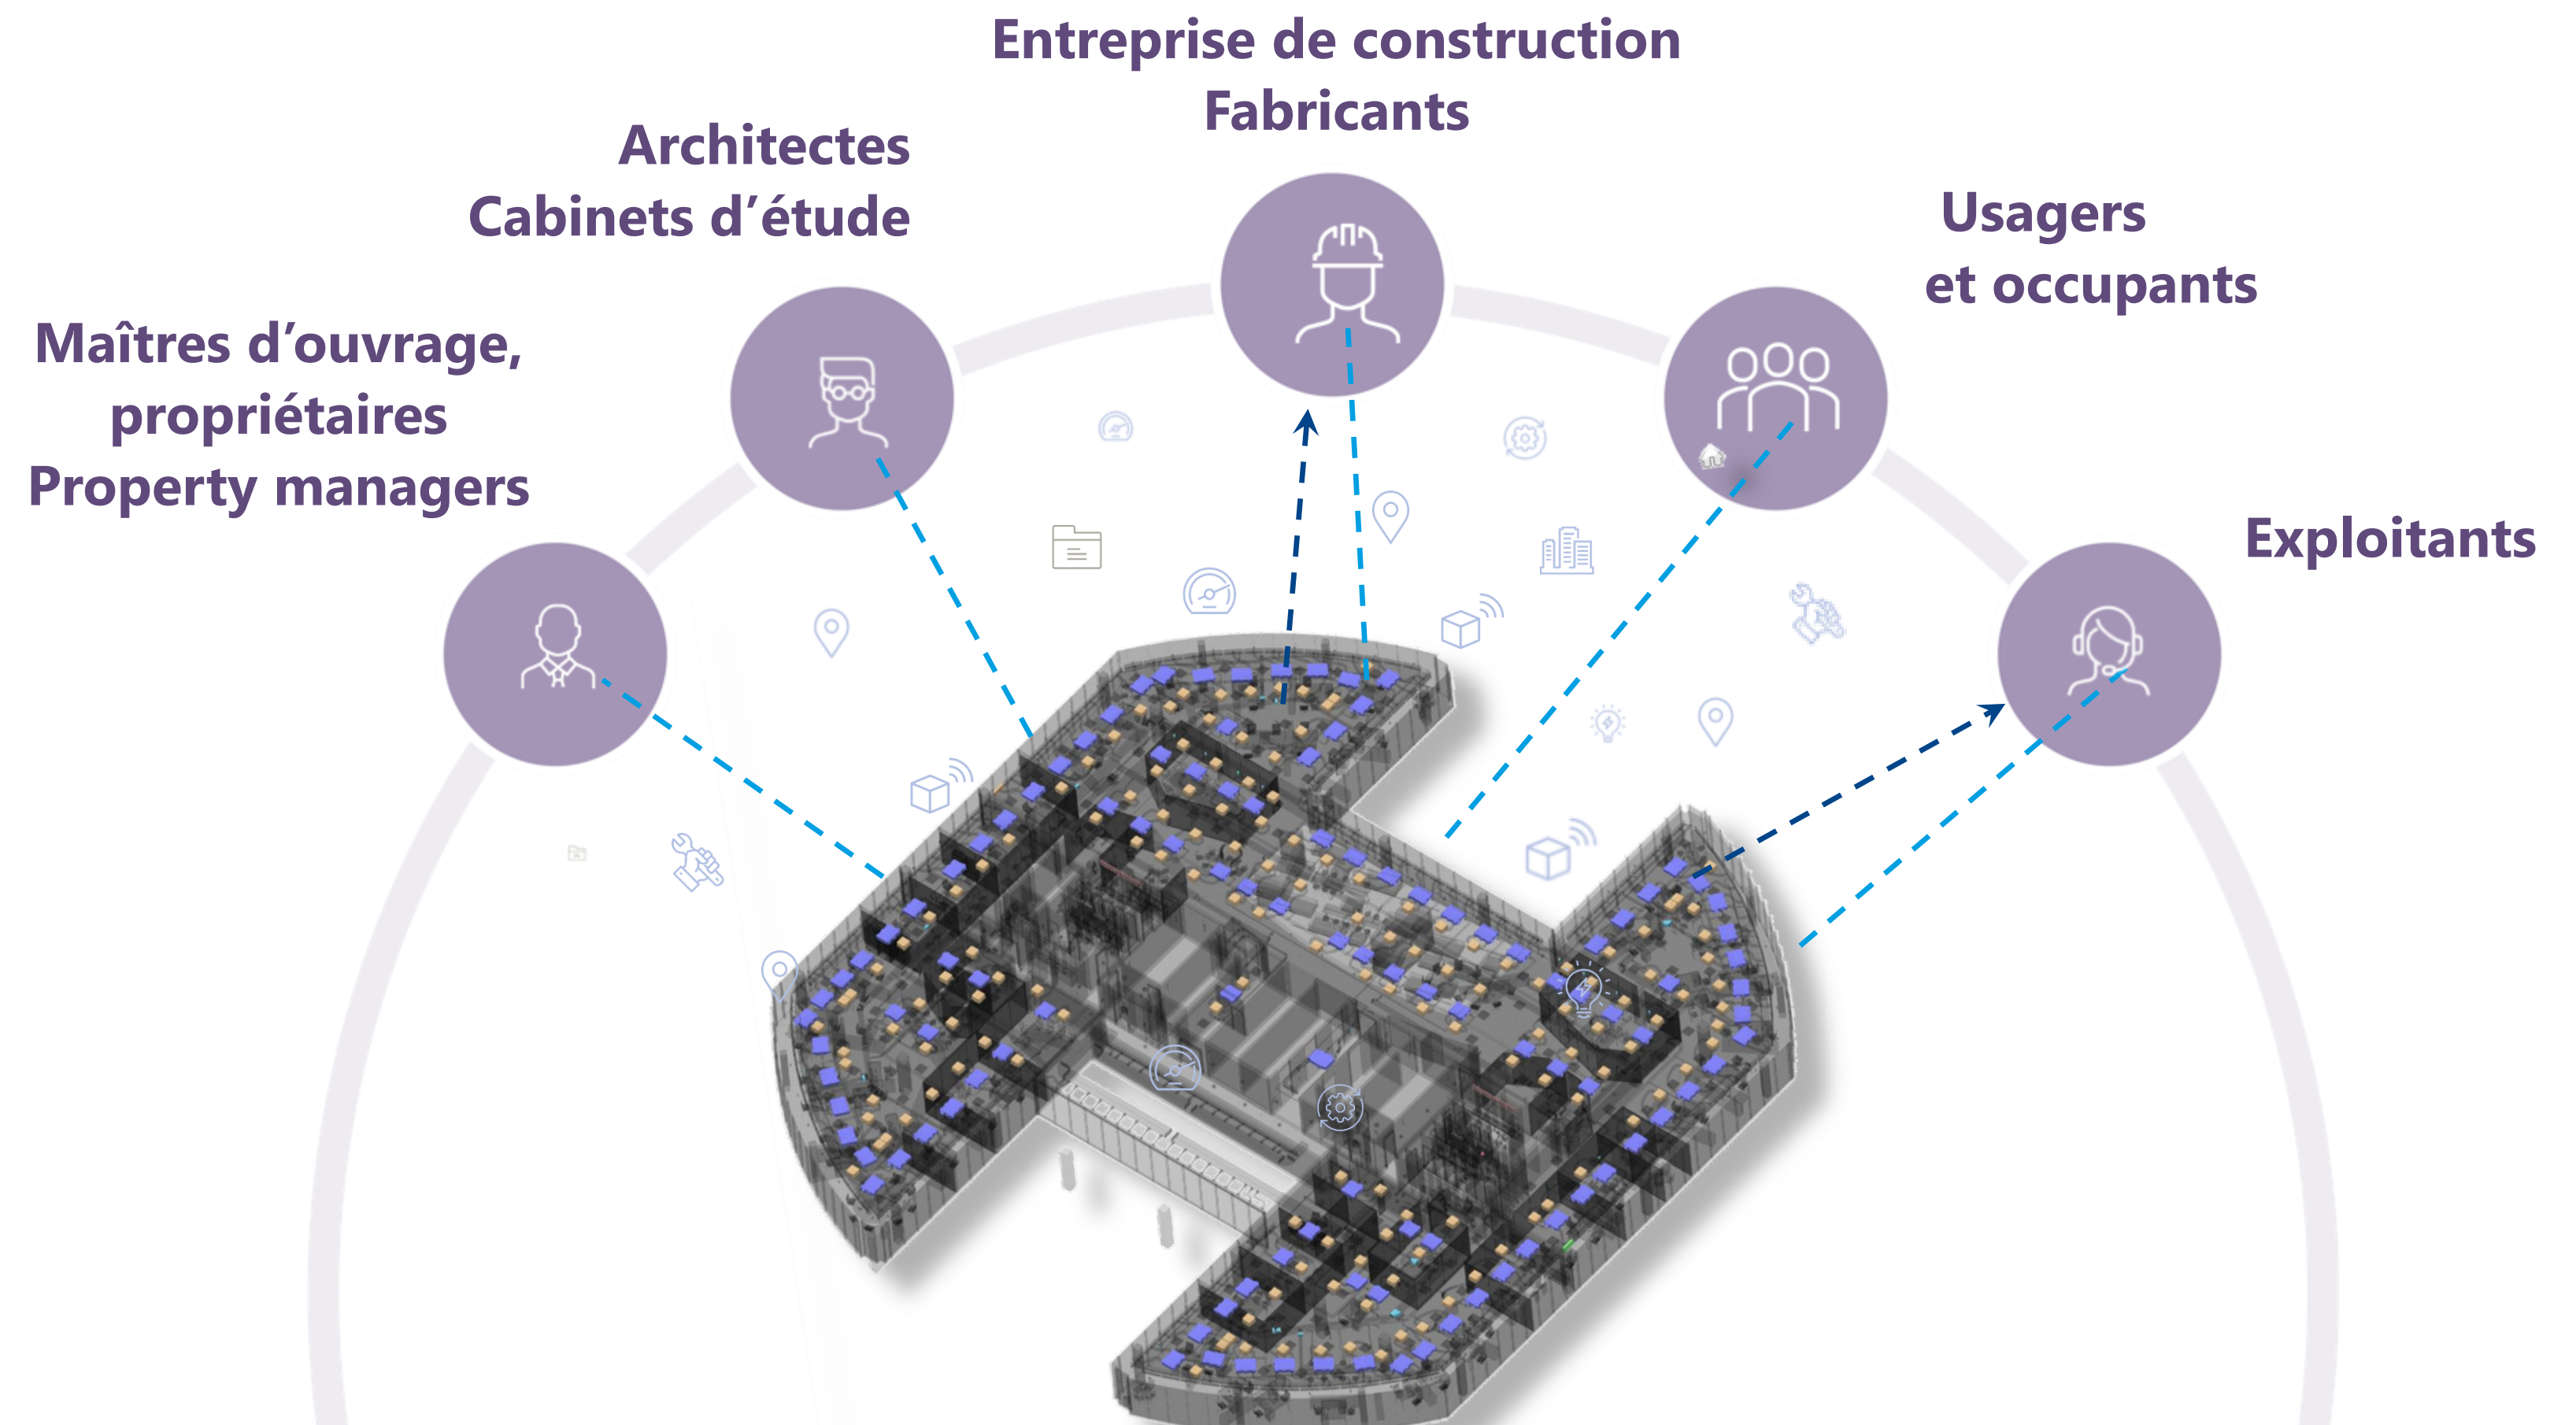 Entreprise de construction
Fabricants
Architectes
Cabinets d’étude
Usagers
et occupants
Maîtres d’ouvrage,
propriétaires
Property managers
Exploitants